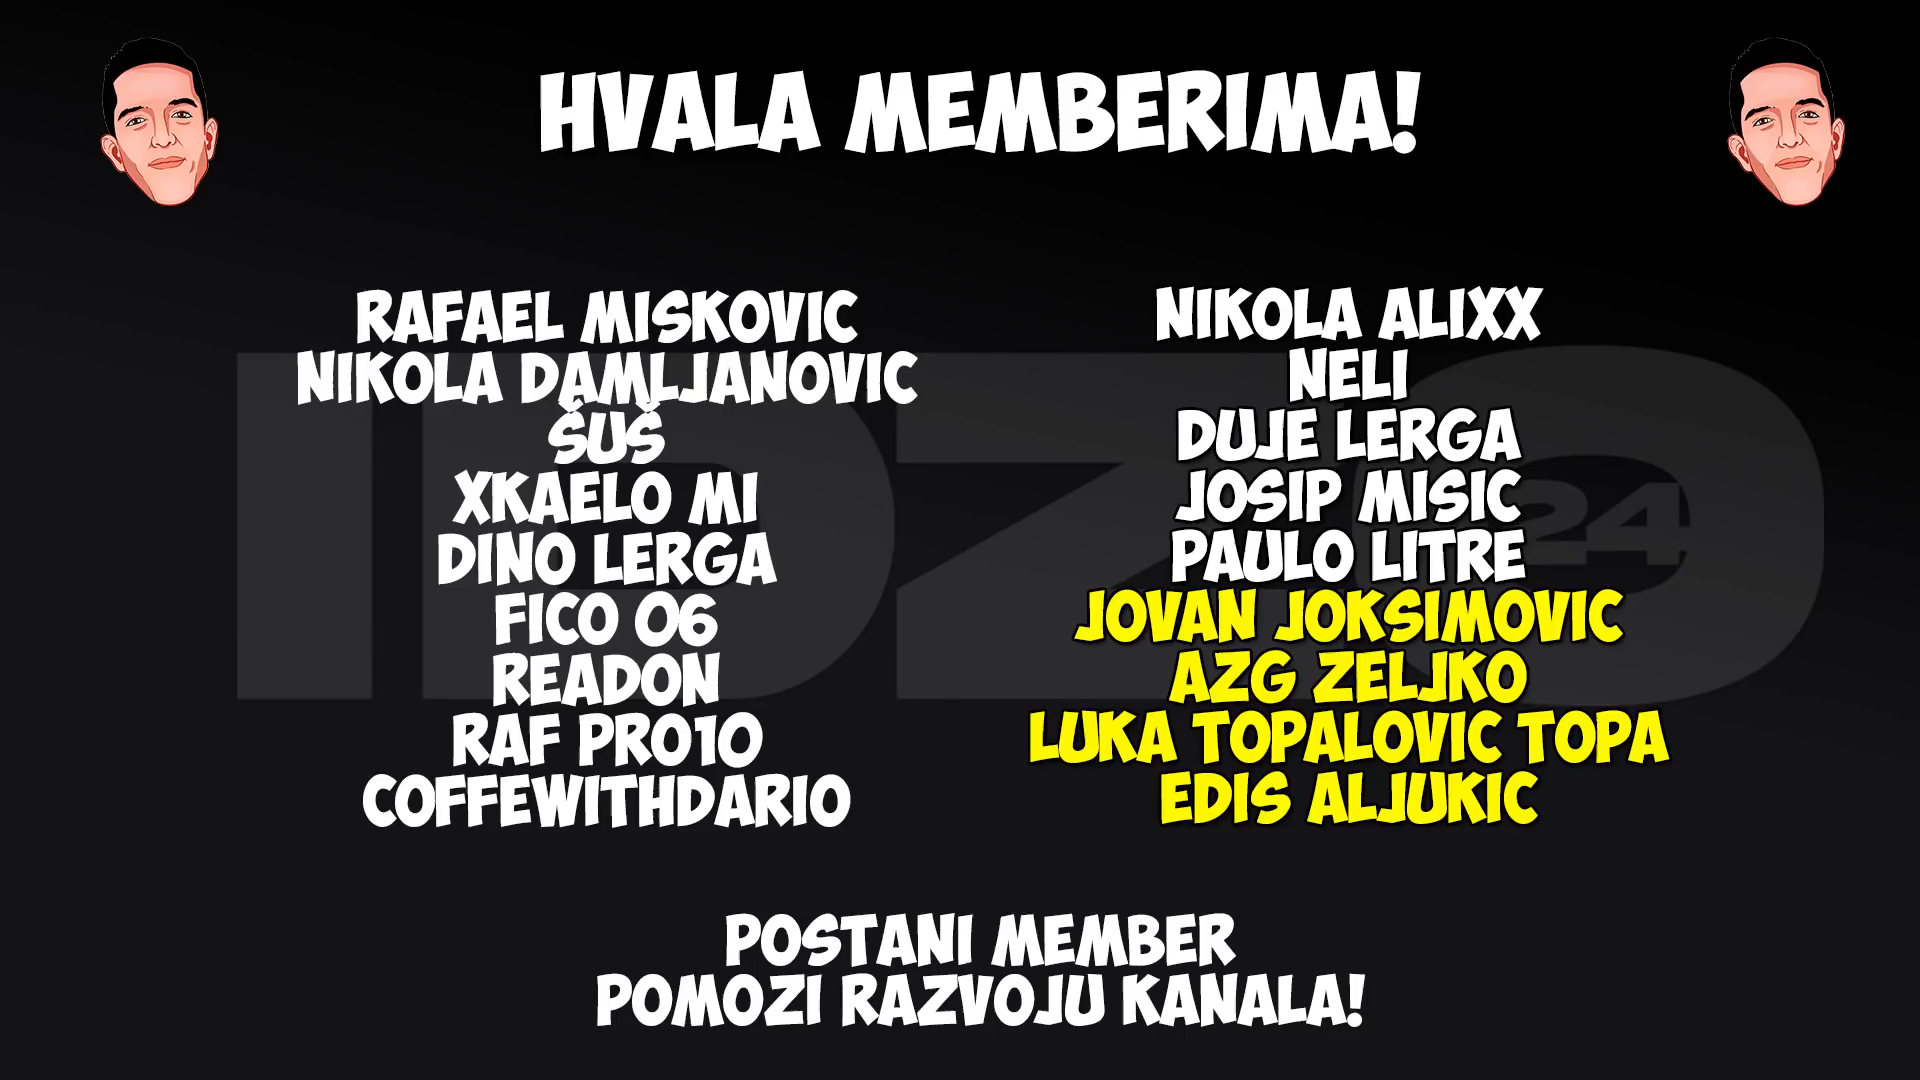 HVALA MEMBERIMA!
RAFAEL MISKOVIC
NIKOLA DAMLJANOVIC
ŠUŠ
XKAELO MI
DINO LERGA
FICO 06
READON
RAF PRO10
COFFEWITHDARIO
NIKOLA ALIXX
NELI
DUJE LERGA
JOSIP MISIC
PAULO LITRE
JOVAN JOKSIMOVIC
AZG ZELJKO
LUKA TOPALOVIC TOPA
EDIS ALJUKIC
24
POSTANI MEMBER
POMOZI RAZVOJU KANALA!